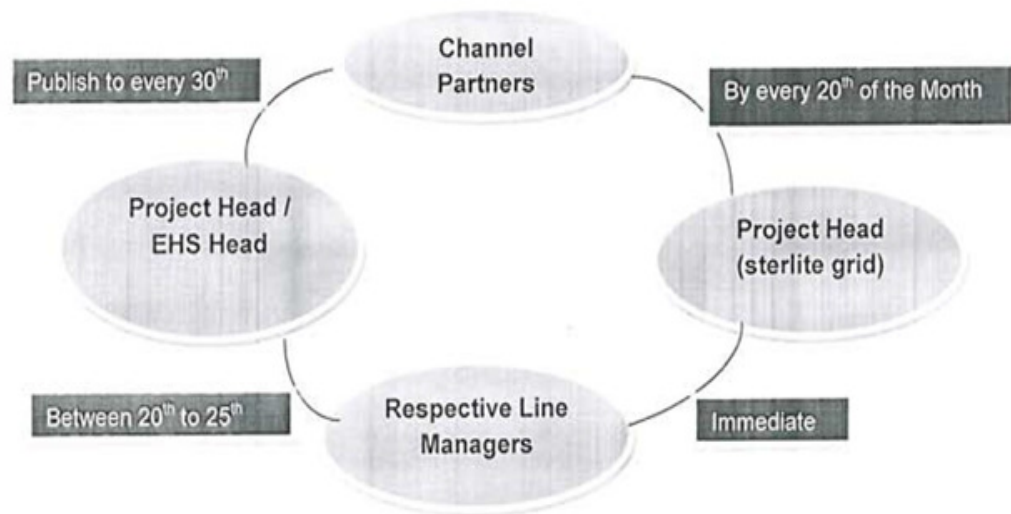 Channel
Partners
Publish to every 30th
By every 20th of the Month
Project Head /
EHS Head
Project Head
(sterlite grid)
Between 20th to 25th
Respective Line
Managers
Immediate